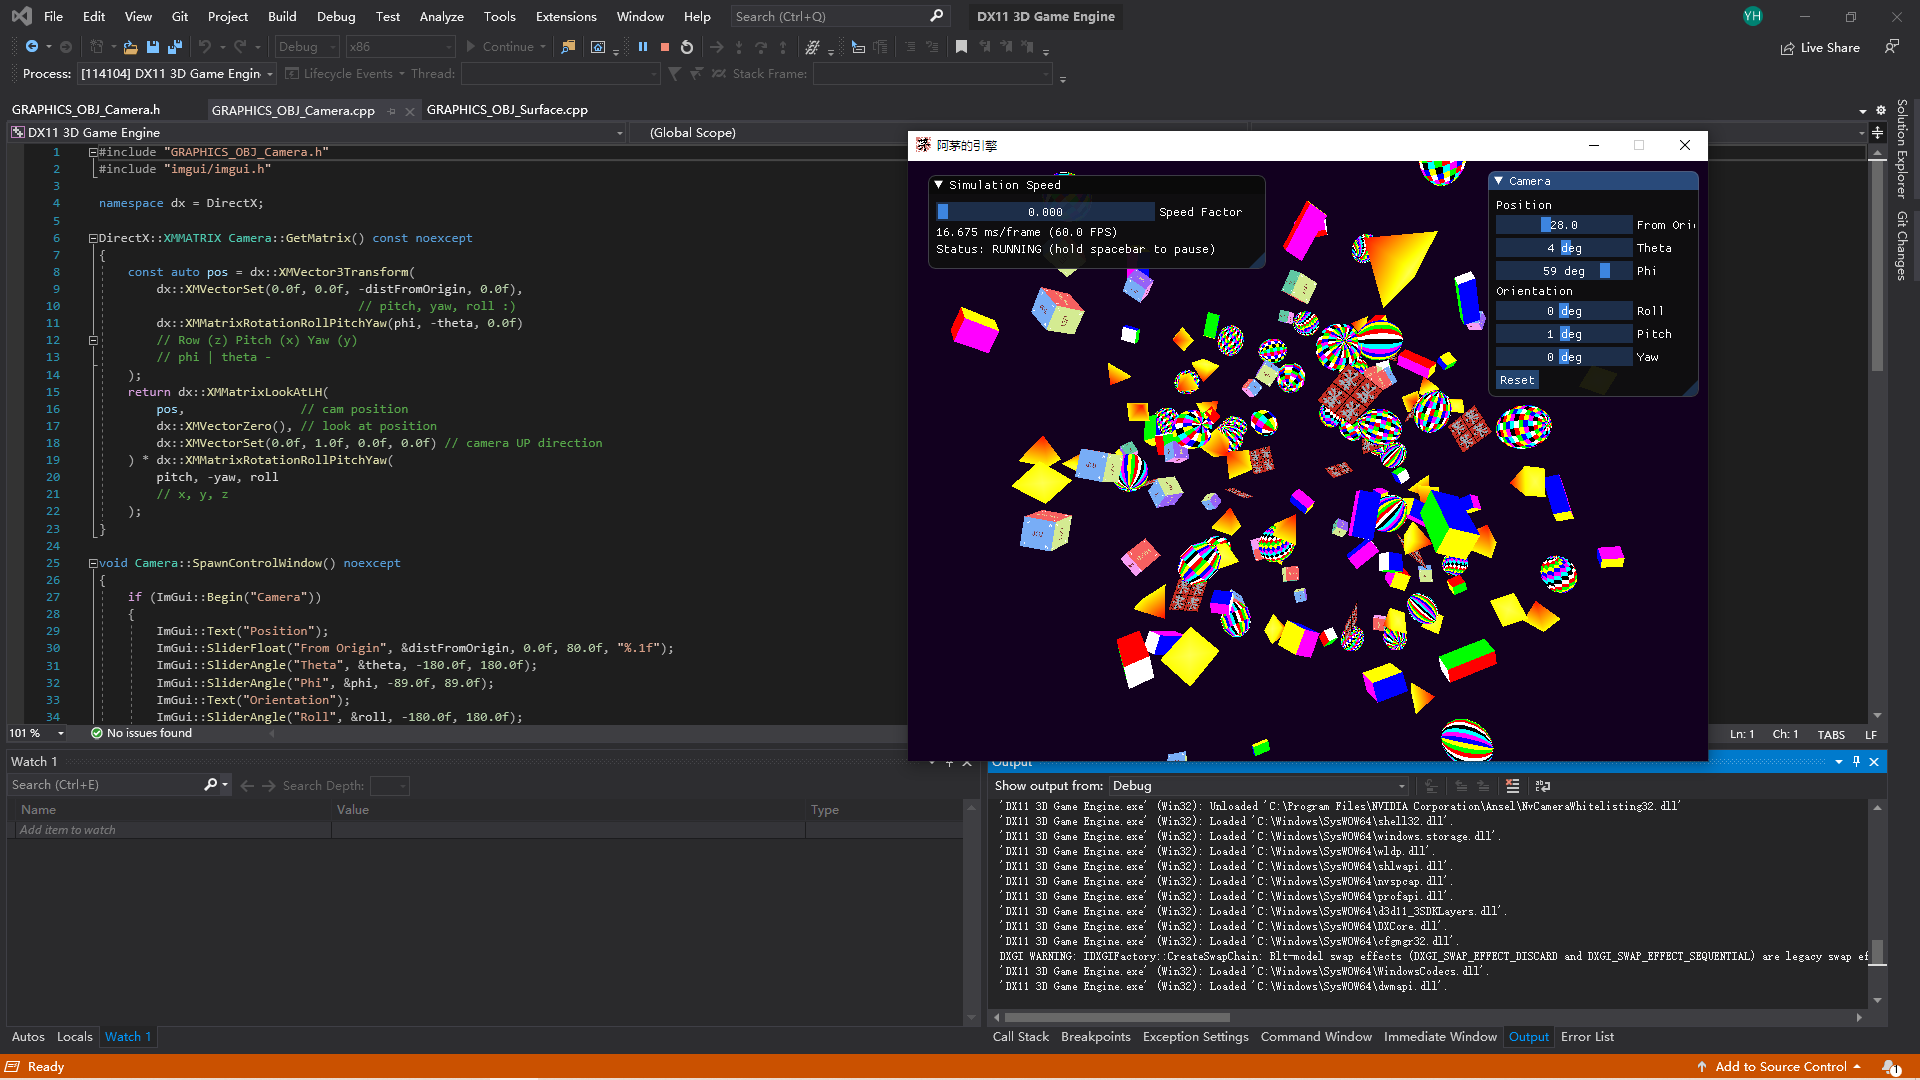 File Edit View Git Project Build Debug Test Analyze Tools Extensions Window Help Search (Ctrl+Q) DX11 3D Game Engine YH
Debug x86 Continue Live Share
Process: [114104] DX11 3D Game Engin Lifecycle Events Thread: Stack Frame:
GRAPHICS_OBJ_Camera.h GRAPHICS_OBJ_Camera.cpp GRAPHICS_OBJ_Surface.cpp
DX11 3D Game Engine (Global Scope)
1 #include "GRAPHICS_OBJ_Camera.h"
2 #include "imgui/imgui.h"
3
4 namespace dx = DirectX;
5
6 DirectX::XMMATRIX Camera::GetMatrix() const noexcept
7 {
8 const auto pos = dx::XMVector3Transform(
9 dx::XMVectorSet(0.0f, 0.0f, -distFromOrigin, 0.0f),
10 // pitch, yaw, roll :)
11 dx::XMMatrixRotationRollPitchYaw(phi, -theta, 0.0f)
12 // Row (z) Pitch (x) Yaw (y)
13 // phi | theta -
14 );
15 return dx::XMMatrixLookAtLH(
16 pos, // cam position
17 dx::XMVectorZero(), // look at position
18 dx::XMVectorSet(0.0f, 1.0f, 0.0f, 0.0f) // camera UP direction
19 ) * dx::XMMatrixRotationRollPitchYaw(
20 pitch, -yaw, roll
21 // x, y, z
22 );
23 }
24
25 void Camera::SpawnControlWindow() noexcept
26 {
27 if (ImGui::Begin("Camera"))
28 {
29 ImGui::Text("Position");
30 ImGui::SliderFloat("From Origin", &distFromOrigin, 0.0f, 80.0f, "%.1f");
31 ImGui::SliderAngle("Theta", &theta, -180.0f, 180.0f);
32 ImGui::SliderAngle("Phi", &phi, -89.0f, 89.0f);
33 ImGui::Text("Orientation");
34 ImGui::SliderAngle("Roll", &roll, -180.0f, 180.0f);
101 % No issues found Ln: 1 Ch: 1 TABS LF
阿茅的引擎
Simulation Speed
0.000 Speed Factor
16.675 ms/frame (60.0 FPS)
Status: RUNNING (hold spacebar to pause)
Camera
Position
28.0 From Ori
4 deg Theta
59 deg Phi
Orientation
0 deg Roll
1 deg Pitch
0 deg Yaw
Reset
Solution Explorer
Git Changes
Watch 1
Search (Ctrl+E) Search Depth:
Name Value Type
Add item to watch
Autos Locals Watch 1
Output
Show output from: Debug
'DX11 3D Game Engine.exe' (Win32): Unloaded 'C:\Program Files\NVIDIA Corporation\Ansel\NvCameraWhitelisting32.dll'
'DX11 3D Game Engine.exe' (Win32): Loaded 'C:\Windows\SysWOW64\shell32.dll'.
'DX11 3D Game Engine.exe' (Win32): Loaded 'C:\Windows\SysWOW64\windows.storage.dll'.
'DX11 3D Game Engine.exe' (Win32): Loaded 'C:\Windows\SysWOW64\wldp.dll'.
'DX11 3D Game Engine.exe' (Win32): Loaded 'C:\Windows\SysWOW64\shlwapi.dll'.
'DX11 3D Game Engine.exe' (Win32): Loaded 'C:\Windows\SysWOW64\nvspcap.dll'.
'DX11 3D Game Engine.exe' (Win32): Loaded 'C:\Windows\SysWOW64\profapi.dll'.
'DX11 3D Game Engine.exe' (Win32): Loaded 'C:\Windows\SysWOW64\d3d11_3SDKLayers.dll'.
'DX11 3D Game Engine.exe' (Win32): Loaded 'C:\Windows\SysWOW64\DXCore.dll'.
'DX11 3D Game Engine.exe' (Win32): Loaded 'C:\Windows\SysWOW64\cfgmgr32.dll'.
DXGI WARNING: IDXGIFactory::CreateSwapChain: Blt-model swap effects (DXGI_SWAP_EFFECT_DISCARD and DXGI_SWAP_EFFECT_SEQUENTIAL) are legacy swap ef
'DX11 3D Game Engine.exe' (Win32): Loaded 'C:\Windows\SysWOW64\WindowsCodecs.dll'.
'DX11 3D Game Engine.exe' (Win32): Loaded 'C:\Windows\SysWOW64\dwmapi.dll'.
Call Stack Breakpoints Exception Settings Command Window Immediate Window Output Error List
Ready Add to Source Control 1